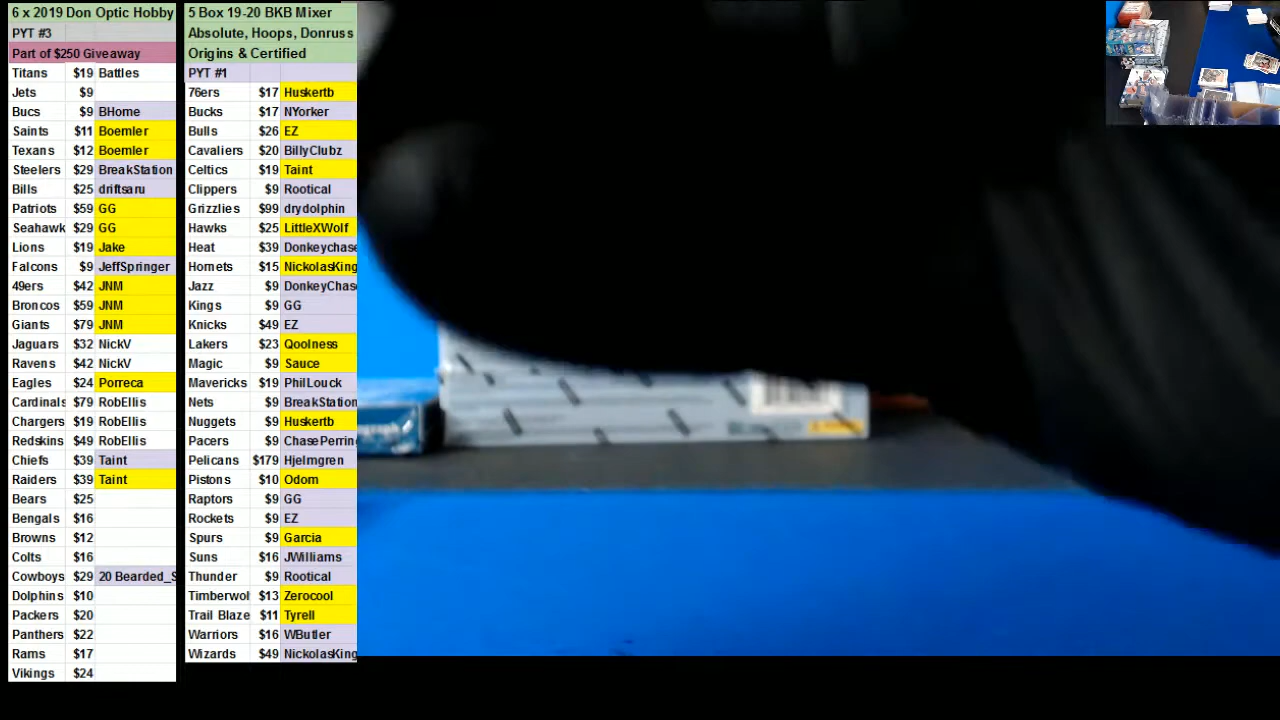 6 x 2019 Don Optic Hobby
PYT #3
Part of $250 Giveaway
Titans $19 Battles
Jets $9
Bucs $9 BHome
Saints $11 Boemler
Texans $12 Boemler
Steelers $29 BreakStation
Bills $25 driftsaru
Patriots $59 GG
Seahawk $29 GG
Lions $19 Jake
Falcons $9 JeffSpringer
49ers $42 JNM
Broncos $59 JNM
Giants $79 JNM
Jaguars $32 NickV
Ravens $42 NickV
Eagles $24 Porreca
Cardinals $79 RobEllis
Chargers $19 RobEllis
Redskins $49 RobEllis
Chiefs $39 Taint
Raiders $39 Taint
Bears $25
Bengals $16
Browns $12
Colts $16
Cowboys $29 20 Bearded_S
Dolphins $10
Packers $20
Panthers $22
Rams $17
Vikings $24
5 Box 19-20 BKB Mixer
Absolute, Hoops, Donruss
Origins & Certified
PYT #1
76ers $17 Huskertb
Bucks $17 NYorker
Bulls $26 EZ
Cavaliers $20 BillyClubz
Celtics $19 Taint
Clippers $9 Rootical
Grizzlies $99 drydolphin
Hawks $25 LittleXWolf
Heat $39 Donkeychase
Hornets $15 NickolasKing
Jazz $9 DonkeyChas
Kings $9 GG
Knicks $49 EZ
Lakers $23 Qoolness
Magic $9 Sauce
Mavericks $19 PhilLouck
Nets $9 BreakStation
Nuggets $9 Huskertb
Pacers $9 ChasePerrin
Pelicans $179 Hjelmgren
Pistons $10 Odom
Raptors $9 GG
Rockets $9 EZ
Spurs $9 Garcia
Suns $16 JWilliams
Thunder $9 Rootical
Timberwol $13 Zerocool
Trail Blaze $11 Tyrell
Warriors $16 WButler
Wizards $49 NickolasKing